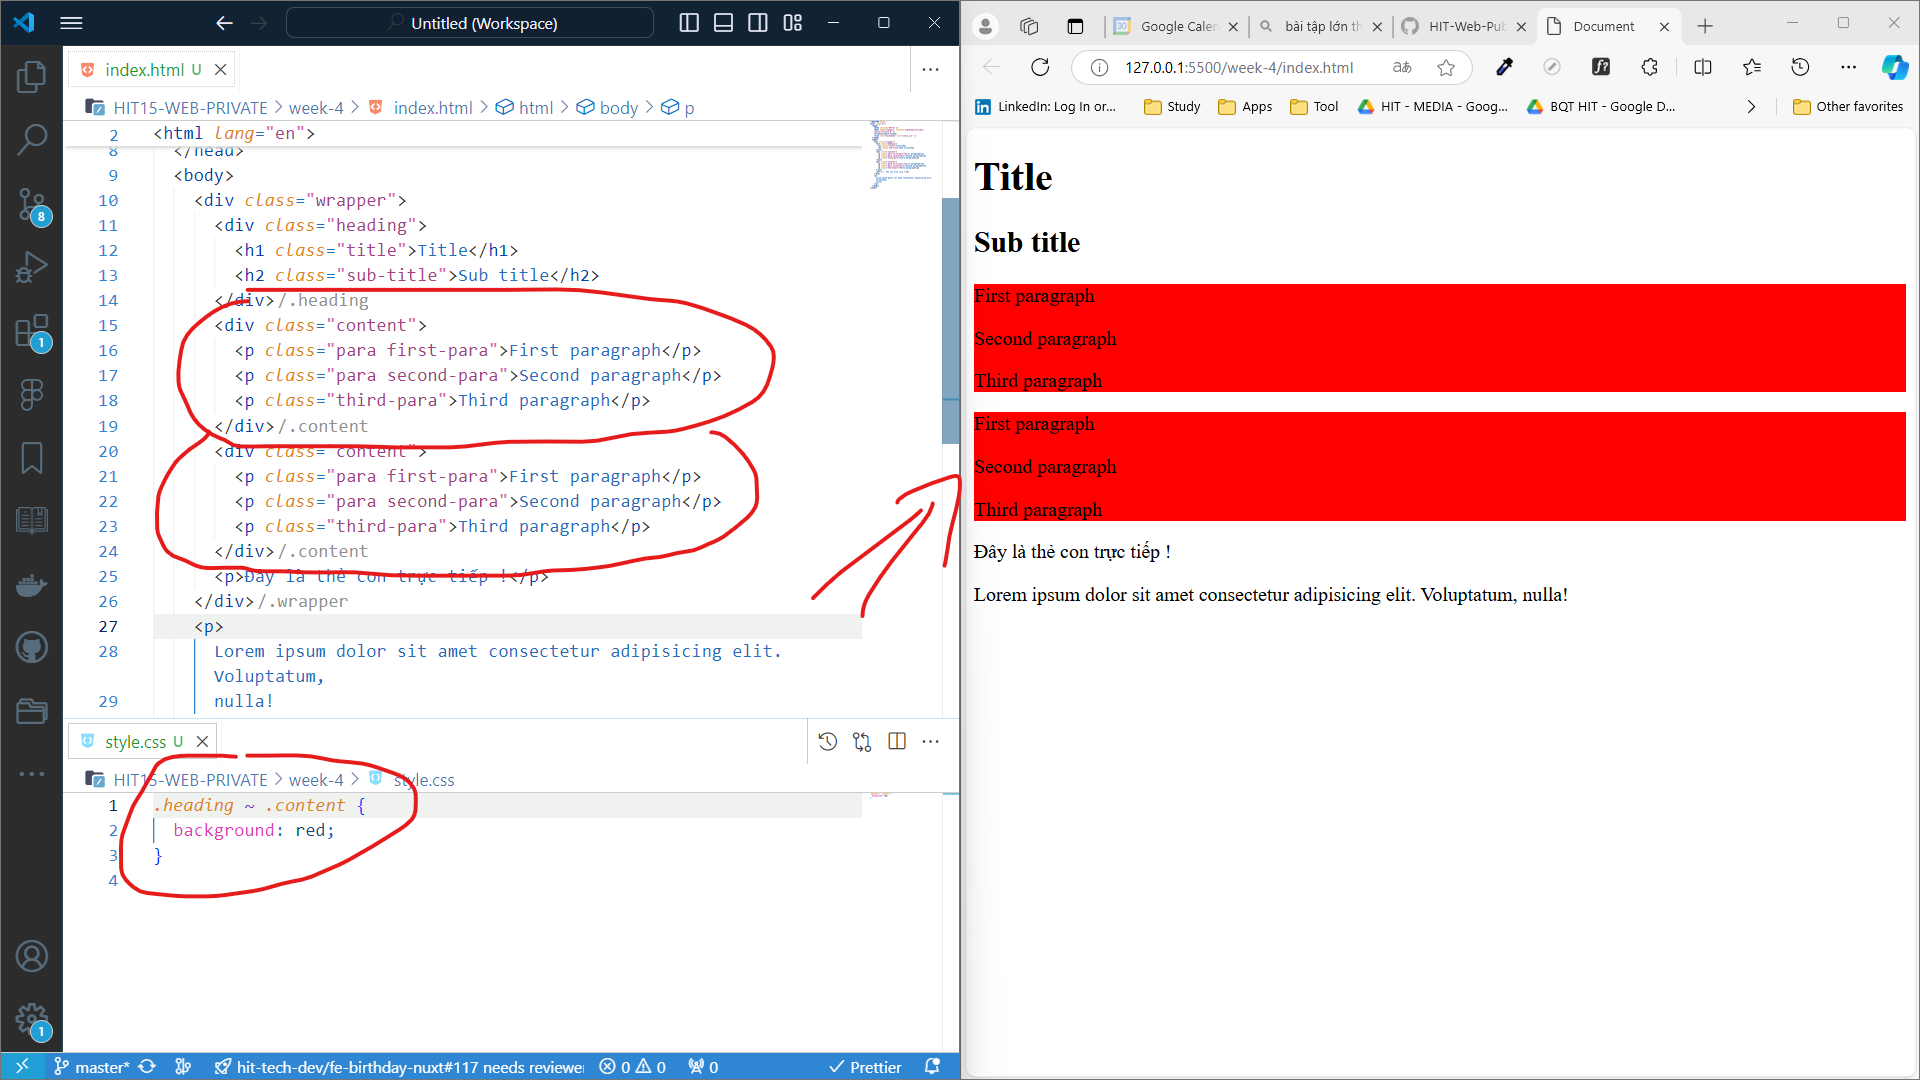 Untitled (Workspace)
index.html U
HIT15-WEB-PRIVATE > week-4 > index.html > html > body > p
2 <html lang="en">
8 </head>
9 <body>
10 <div class="wrapper">
11 <div class="heading">
12 <h1 class="title">Title</h1>
13 <h2 class="sub-title">Sub title</h2>
14 </div>/.heading
15 <div class="content">
16 <p class="para first-para">First paragraph</p>
17 <p class="para second-para">Second paragraph</p>
18 <p class="third-para">Third paragraph</p>
19 </div>/.content
20 <div class="content">
21 <p class="para first-para">First paragraph</p>
22 <p class="para second-para">Second paragraph</p>
23 <p class="third-para">Third paragraph</p>
24 </div>/.content
25 <p>Đây là thẻ con trực tiếp !</p>
26 </div>/.wrapper
27 <p>
28 Lorem ipsum dolor sit amet consectetur adipisicing elit.
Voluptatum,
29 nulla!
style.css U
HIT15-WEB-PRIVATE > week-4 > style.css
1 .heading ~ .content {
2 background: red;
3 }
4
8
1
1
master* hit-tech-dev/fe-birthday-nuxt#117 needs reviewer 0 0 0 Prettier
Google Calen
bài tập lớn th
HIT-Web-Pub
Document
127.0.0.1:5500/week-4/index.html
LinkedIn: Log In or...
Study
Apps
Tool
HIT - MEDIA - Goog...
BQT HIT - Google D...
Other favorites
Title
Sub title
First paragraph
Second paragraph
Third paragraph
First paragraph
Second paragraph
Third paragraph
Đây là thẻ con trực tiếp !
Lorem ipsum dolor sit amet consectetur adipisicing elit. Voluptatum, nulla!